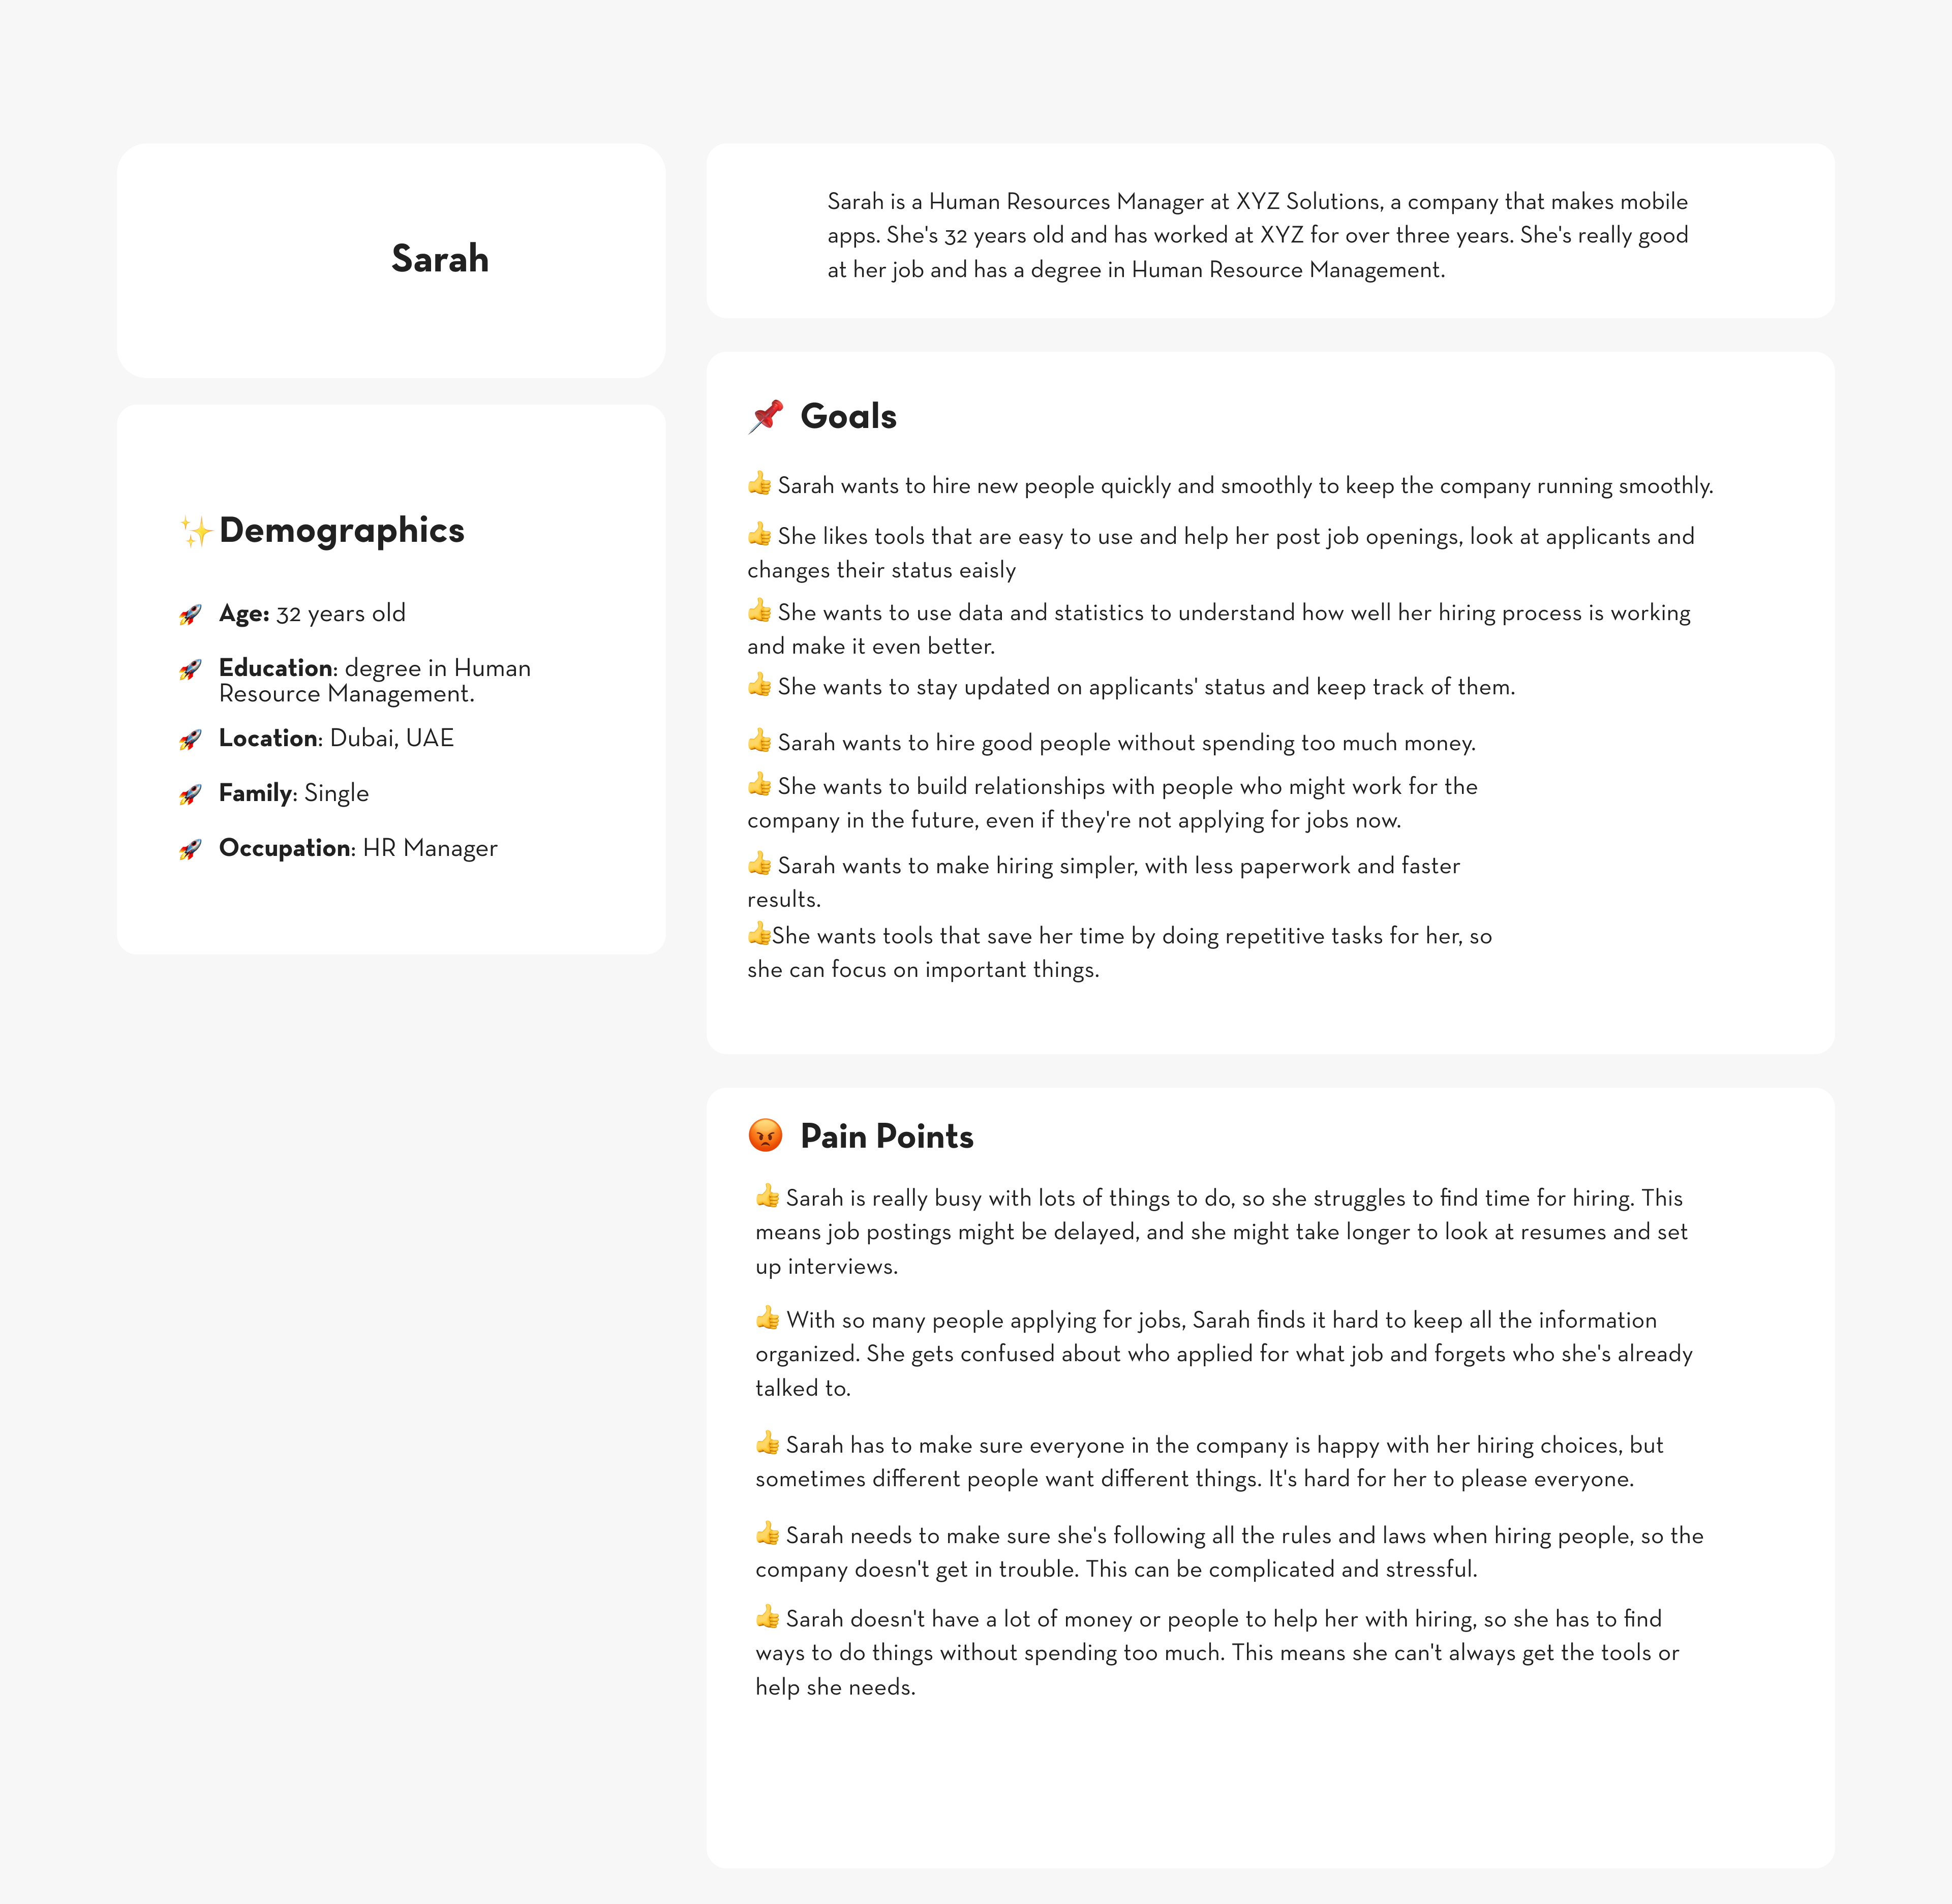 Sarah
✨Demographics
🚀 Age: 32 years old
🚀 Education: degree in Human
Resource Management.
🚀 Location: Dubai, UAE
🚀 Family: Single
🚀 Occupation: HR Manager
Sarah is a Human Resources Manager at XYZ Solutions, a company that makes mobile
apps. She's 32 years old and has worked at XYZ for over three years. She's really good
at her job and has a degree in Human Resource Management.
📌 Goals
👍 Sarah wants to hire new people quickly and smoothly to keep the company running smoothly.
👍 She likes tools that are easy to use and help her post job openings, look at applicants and
changes their status eaisly
👍 She wants to use data and statistics to understand how well her hiring process is working
and make it even better.
👍 She wants to stay updated on applicants' status and keep track of them.
👍 Sarah wants to hire good people without spending too much money.
👍 She wants to build relationships with people who might work for the
company in the future, even if they're not applying for jobs now.
👍 Sarah wants to make hiring simpler, with less paperwork and faster
results.
👍She wants tools that save her time by doing repetitive tasks for her, so
she can focus on important things.
😡 Pain Points
👍 Sarah is really busy with lots of things to do, so she struggles to find time for hiring. This
means job postings might be delayed, and she might take longer to look at resumes and set
up interviews.
👍 With so many people applying for jobs, Sarah finds it hard to keep all the information
organized. She gets confused about who applied for what job and forgets who she's already
talked to.
👍 Sarah has to make sure everyone in the company is happy with her hiring choices, but
sometimes different people want different things. It's hard for her to please everyone.
👍 Sarah needs to make sure she's following all the rules and laws when hiring people, so the
company doesn't get in trouble. This can be complicated and stressful.
👍 Sarah doesn't have a lot of money or people to help her with hiring, so she has to find
ways to do things without spending too much. This means she can't always get the tools or
help she needs.